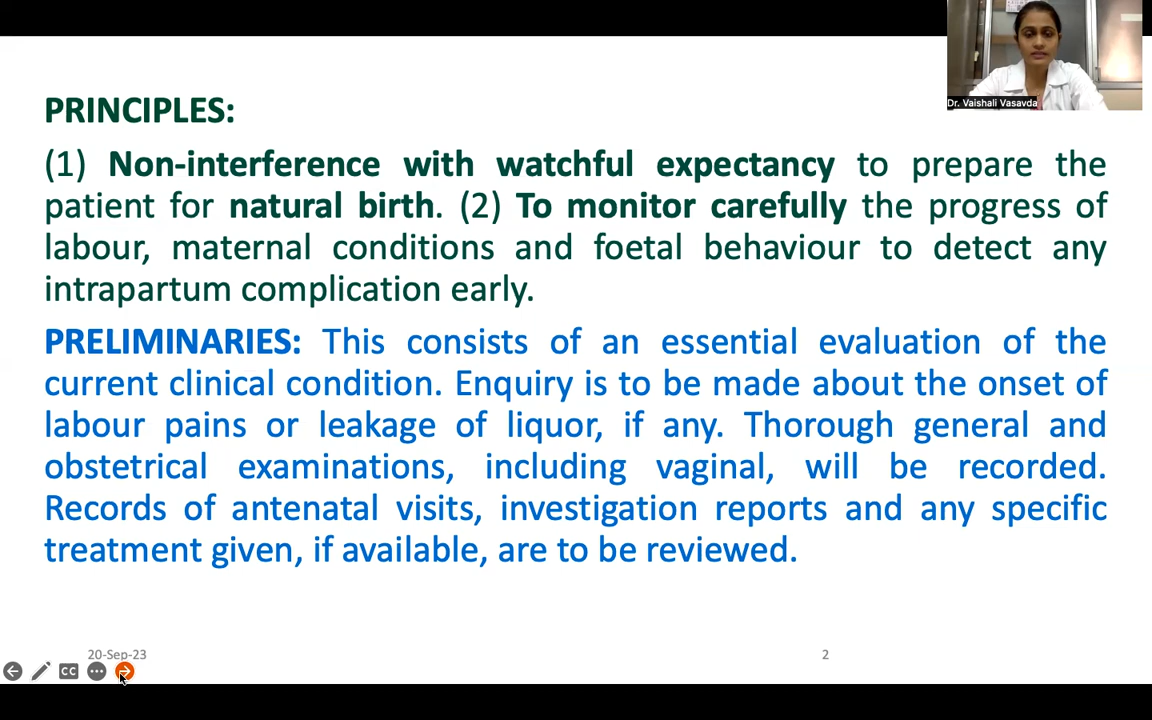 Dr. Vaishali Vasavda
PRINCIPLES:
(1) Non-interference with watchful expectancy to prepare the
patient for natural birth. (2) To monitor carefully the progress of
labour, maternal conditions and foetal behaviour to detect any
intrapartum complication early.
PRELIMINARIES: This consists of an essential evaluation of the
current clinical condition. Enquiry is to be made about the onset of
labour pains or leakage of liquor, if any. Thorough general and
obstetrical examinations, including vaginal, will be recorded.
Records of antenatal visits, investigation reports and any specific
treatment given, if available, are to be reviewed.
20-Sep-23
2
CC